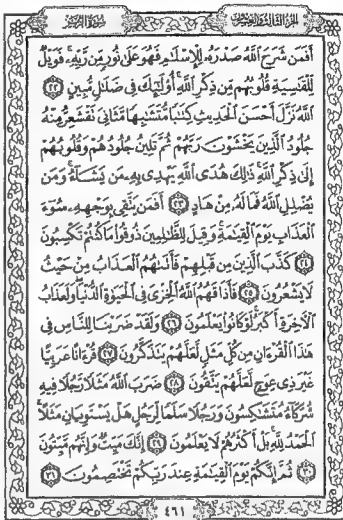 سورة الزمر
الجزء الثالث والعشرون
أَفَمَن شَرَحَ ٱللَّهُ صَدْرَهُۥ لِلْإِسْلَٰمِ فَهُوَ عَلَىٰ نُورٍ مِّن رَّبِّهِۦ ۚ فَوَيْلٌ
لِّلْقَٰسِيَةِ قُلُوبُهُم مِّن ذِكْرِ ٱللَّهِ ۚ أُو۟لَٰٓئِكَ فِى ضَلَٰلٍ مُّبِينٍ ٢٢
ٱللَّهُ نَزَّلَ أَحْسَنَ ٱلْحَدِيثِ كِتَٰبًا مُّتَشَٰبِهًا مَّثَانِىَ تَقْشَعِرُّ مِنْهُ
جُلُودُ ٱلَّذِينَ يَخْشَوْنَ رَبَّهُمْ ثُمَّ تَلِينُ جُلُودُهُمْ وَقُلُوبُهُمْ
إِلَىٰ ذِكْرِ ٱللَّهِ ۚ ذَٰلِكَ هُدَى ٱللَّهِ يَهْدِى بِهِۦ مَن يَشَآءُ ۚ وَمَن
يُضْلِلِ ٱللَّهُ فَمَا لَهُۥ مِنْ هَادٍ ٢٣ أَفَمَن يَتَّقِى بِوَجْهِهِۦ سُوٓءَ
ٱلْعَذَابِ يَوْمَ ٱلْقِيَٰمَةِ ۚ وَقِيلَ لِلظَّٰلِمِينَ ذُوقُوا۟ مَا كُنتُمْ تَكْسِبُونَ
٢٤ كَذَّبَ ٱلَّذِينَ مِن قَبْلِهِمْ فَأَتَىٰهُمُ ٱلْعَذَابُ مِنْ حَيْثُ
لَا يَشْعُرُونَ ٢٥ فَأَذَاقَهُمُ ٱللَّهُ ٱلْخِزْىَ فِى ٱلْحَيَوٰةِ ٱلدُّنْيَا ۖ وَلَعَذَابُ
ٱلْءَاخِرَةِ أَكْبَرُ ۚ لَوْ كَانُوا۟ يَعْلَمُونَ ٢٦ وَلَقَدْ ضَرَبْنَا لِلنَّاسِ فِى
هَٰذَا ٱلْقُرْءَانِ مِن كُلِّ مَثَلٍ لَّعَلَّهُمْ يَتَذَكَّرُونَ ٢٧ قُرْءَانًا عَرَبِيًّا
غَيْرَ ذِى عِوَجٍ لَّعَلَّهُمْ يَتَّقُونَ ٢٨ ضَرَبَ ٱللَّهُ مَثَلًا رَّجُلًا فِيهِ
شُرَكَآءُ مُتَشَٰكِسُونَ وَرَجُلًا سَلَمًا لِّرَجُلٍ هَلْ يَسْتَوِيَانِ مَثَلًا ۚ
ٱلْحَمْدُ لِلَّهِ ۚ بَلْ أَكْثَرُهُمْ لَا يَعْلَمُونَ ٢٩ إِنَّكَ مَيِّتٌ وَإِنَّهُم مَّيِّتُونَ
٣٠ ثُمَّ إِنَّكُمْ يَوْمَ ٱلْقِيَٰمَةِ عِندَ رَبِّكُمْ تَخْتَصِمُونَ ٣١
٤٦١